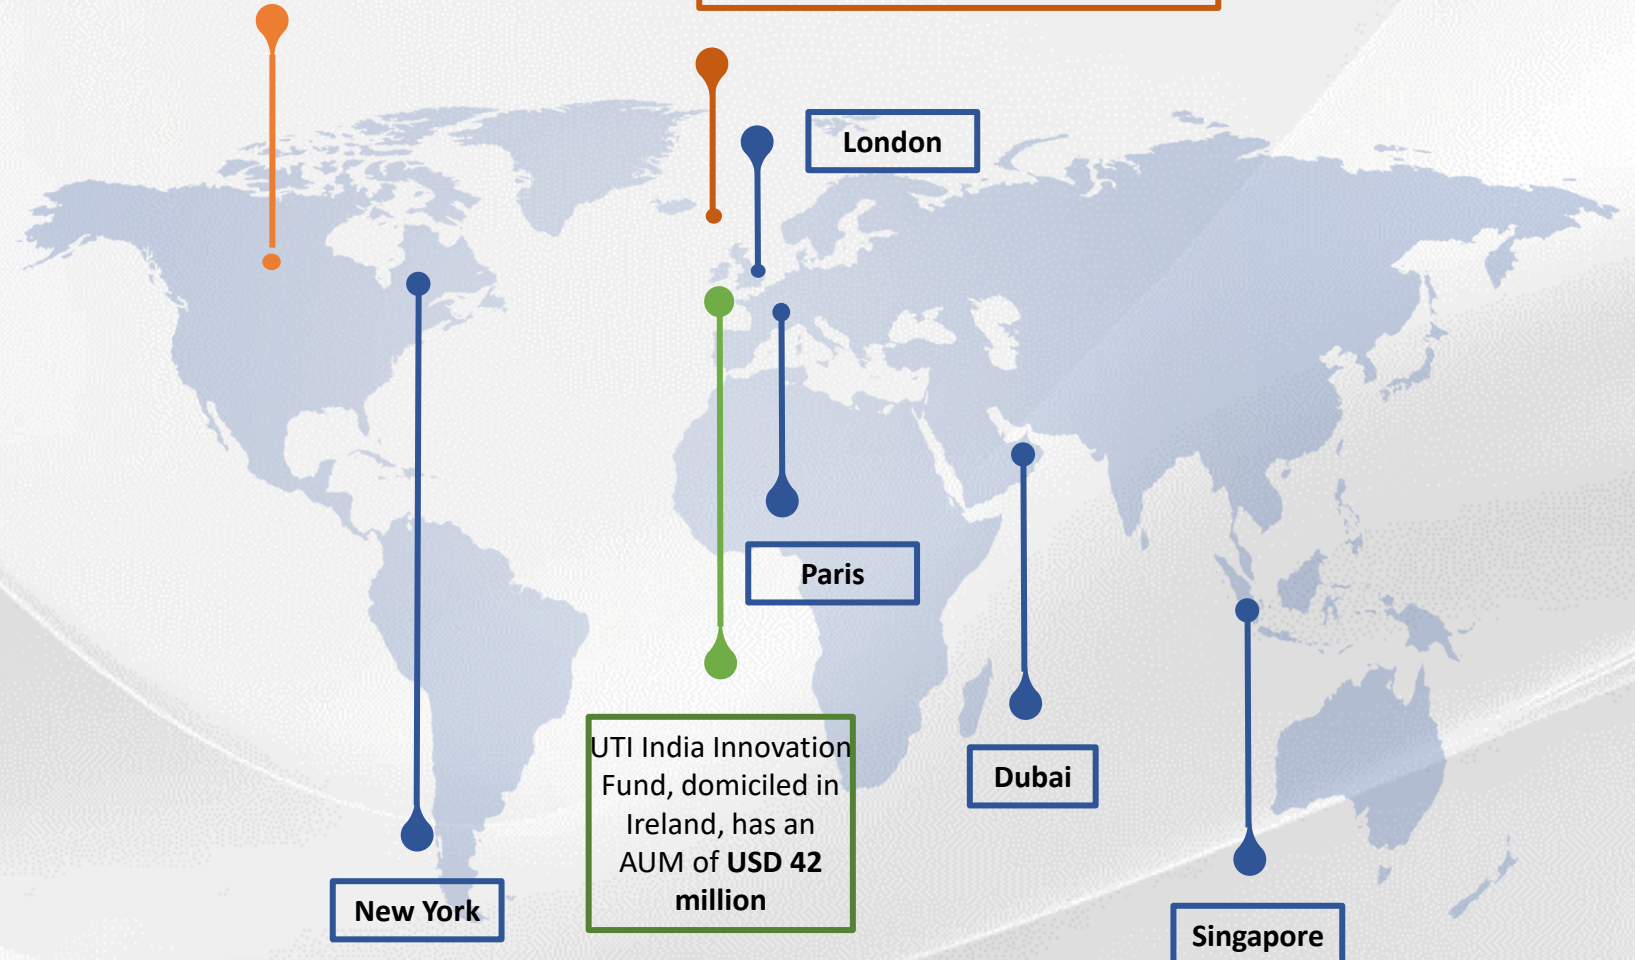 London
Paris
UTI India Innovation
Fund, domiciled in
Ireland, has an
AUM of USD 42
million
Dubai
New York
Singapore